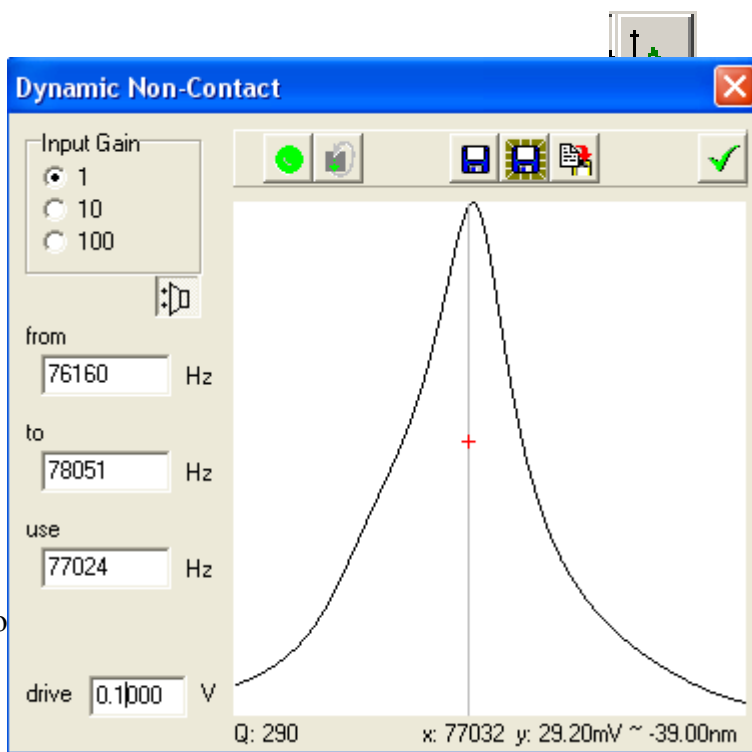 Dynamic Non-Contact
Input Gain
1
10
100
from
76160 Hz
to
78051 Hz
use
77024 Hz
drive 0.1000 V
Q: 290 x: 77032 y: 29.20mV ~ -39.00nm